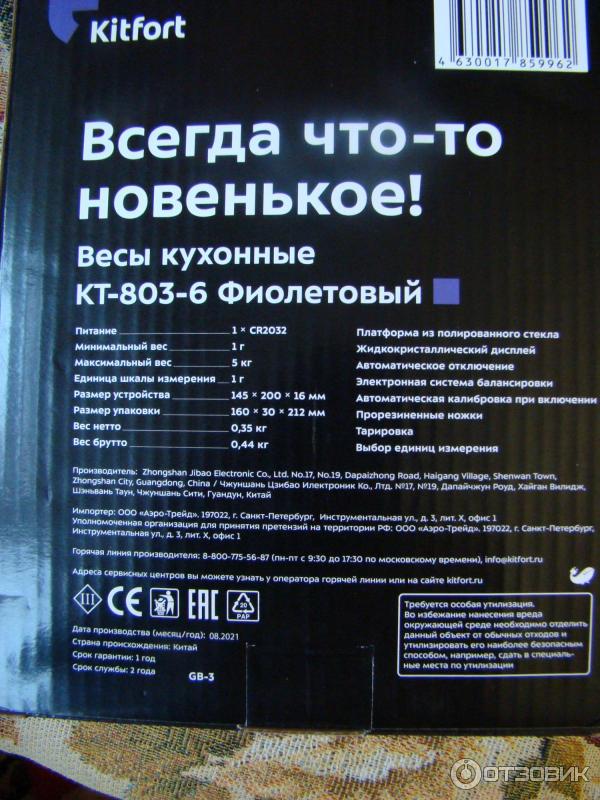 Kitfort
4 630017 859962
Всегда что-то
новенькое!
Весы кухонные
КТ-803-6 Фиолетовый
Питание 1 × CR2032
Минимальный вес 1 г
Максимальный вес 5 кг
Единица шкалы измерения 1 г
Размер устройства 145 × 200 × 16 мм
Размер упаковки 160 × 30 × 212 мм
Вес нетто 0,35 кг
Вес брутто 0,44 кг
Платформа из полированного стекла
Жидкокристаллический дисплей
Автоматическое отключение
Электронная система балансировки
Автоматическая калибровка при включении
Прорезиненные ножки
Тарировка
Выбор единиц измерения
Производитель: Zhongshan Jibao Electronic Co., Ltd. No.17, No.19, Dapaizhong Road, Haigang Village, Shenwan Town,
Zhongshan City, Guangdong, China / Чжуншань Цзибао Илектроник Ко., Лтд. №17, №19, Дапайчжун Роуд, Хайган Вилидж,
Шэньвань Таун, Чжуншань Сити, Гуандун, Китай
Импортер: ООО «Аэро-Трейд». 197022, г. Санкт-Петербург, Инструментальная ул., д. 3, лит. X, офис 1
Уполномоченная организация для принятия претензий на территории РФ: ООО «Аэро-Трейд». 197022, г. Санкт-Петербург,
Инструментальная ул., д. 3, лит. X, офис 1
Горячая линия производителя: 8-800-775-56-87 (пн-пт с 9:30 до 17:30 по московскому времени), info@kitfort.ru
Адреса сервисных центров вы можете узнать у оператора горячей линии или на сайте kitfort.ru
III CE EAC 20 PAP
Требуется особая утилизация.
Во избежание нанесения вреда
окружающей среде необходимо отделить
данный объект от обычных отходов и
утилизировать его наиболее безопасным
способом, например, сдать в специаль-
ные места по утилизации
Дата производства (месяц/год): 08.2021
Страна происхождения: Китай
Срок гарантии: 1 год
Срок службы: 2 года
GB-3
ОТЗОВИК